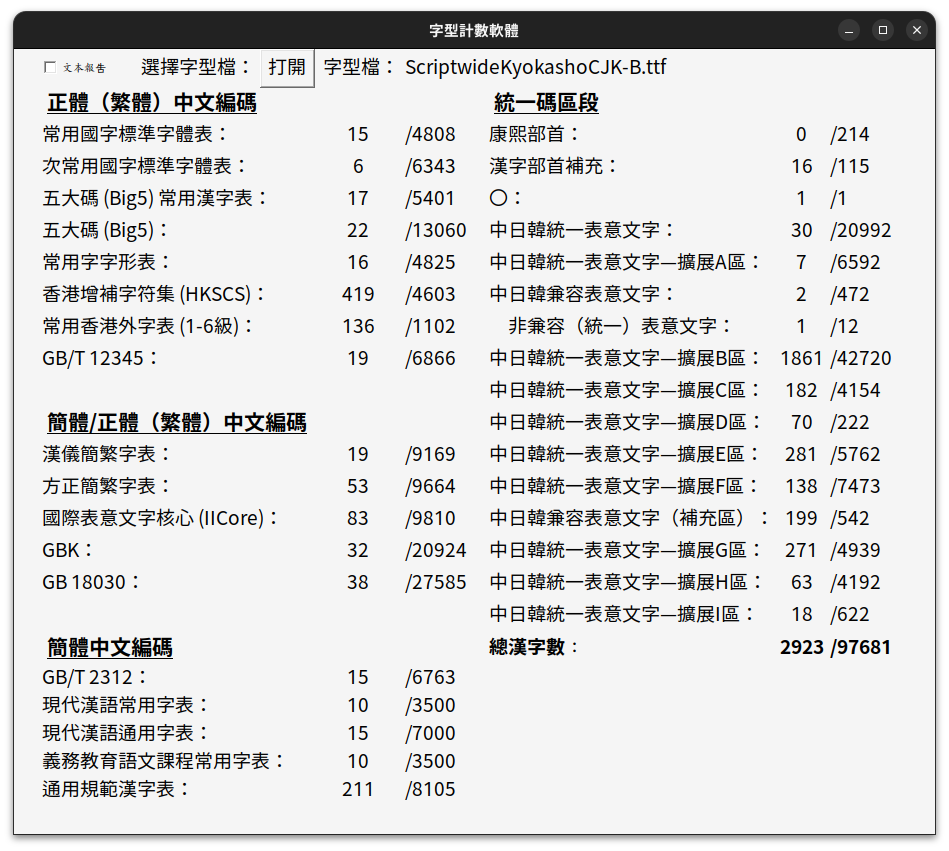 字型計數軟體
文本報告 選擇字型檔： 打開 字型檔： ScriptwideKyokashoCJK-B.ttf
正體（繁體）中文編碼
常用國字標準字體表： 15 /4808
次常用國字標準字體表： 6 /6343
五大碼 (Big5) 常用漢字表： 17 /5401
五大碼 (Big5)： 22 /13060
常用字字形表： 16 /4825
香港增補字符集 (HKSCS)： 419 /4603
常用香港外字表 (1-6級)： 136 /1102
GB/T 12345： 19 /6866
簡體/正體（繁體）中文編碼
漢儀簡繁字表： 19 /9169
方正簡繁字表： 53 /9664
國際表意文字核心 (IICore)： 83 /9810
GBK： 32 /20924
GB 18030： 38 /27585
簡體中文編碼
GB/T 2312： 15 /6763
現代漢語常用字表： 10 /3500
現代漢語通用字表： 15 /7000
義務教育語文課程常用字表： 10 /3500
通用規範漢字表： 211 /8105
統一碼區段
康熙部首： 0 /214
漢字部首補充： 16 /115
〇： 1 /1
中日韓統一表意文字： 30 /20992
中日韓統一表意文字—擴展A區： 7 /6592
中日韓兼容表意文字： 2 /472
非兼容（統一）表意文字： 1 /12
中日韓統一表意文字—擴展B區： 1861 /42720
中日韓統一表意文字—擴展C區： 182 /4154
中日韓統一表意文字—擴展D區： 70 /222
中日韓統一表意文字—擴展E區： 281 /5762
中日韓統一表意文字—擴展F區： 138 /7473
中日韓兼容表意文字（補充區）： 199 /542
中日韓統一表意文字—擴展G區： 271 /4939
中日韓統一表意文字—擴展H區： 63 /4192
中日韓統一表意文字—擴展I區： 18 /622
總漢字數： 2923 /97681